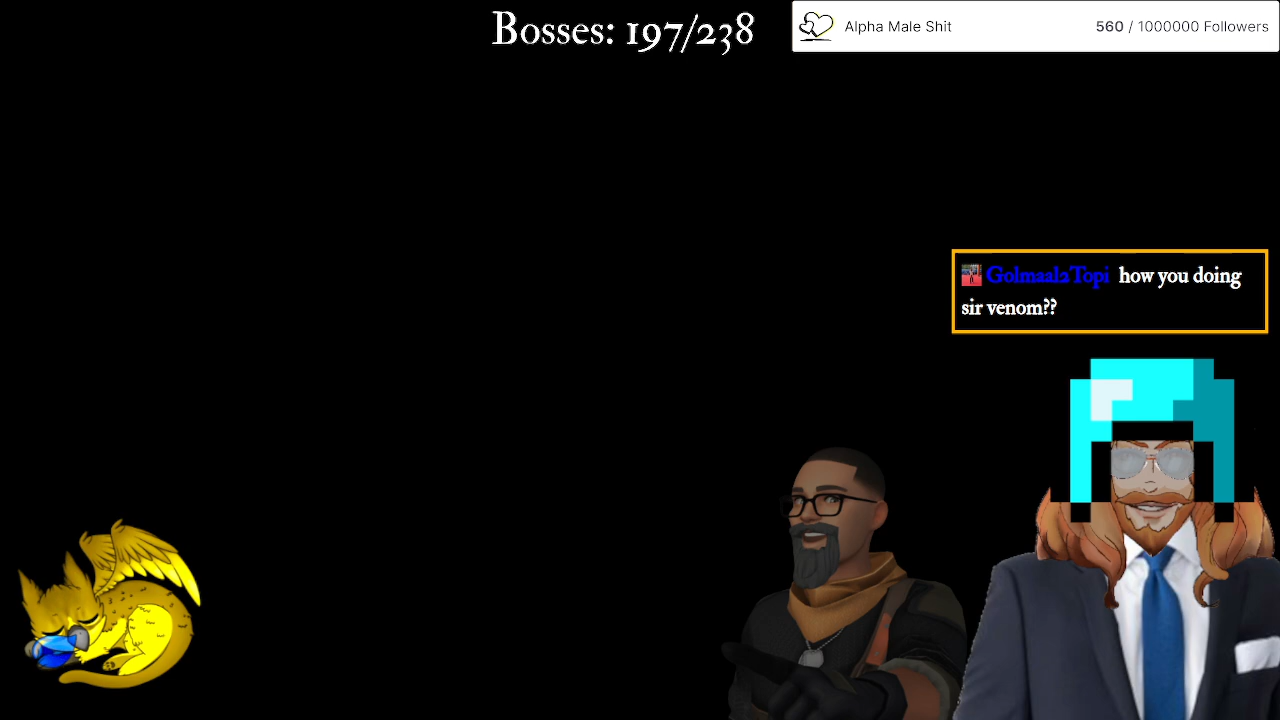 Bosses: 197/238
Alpha Male Shit 560 / 1000000 Followers
Golmaal2Topi how you doing
sir venom??